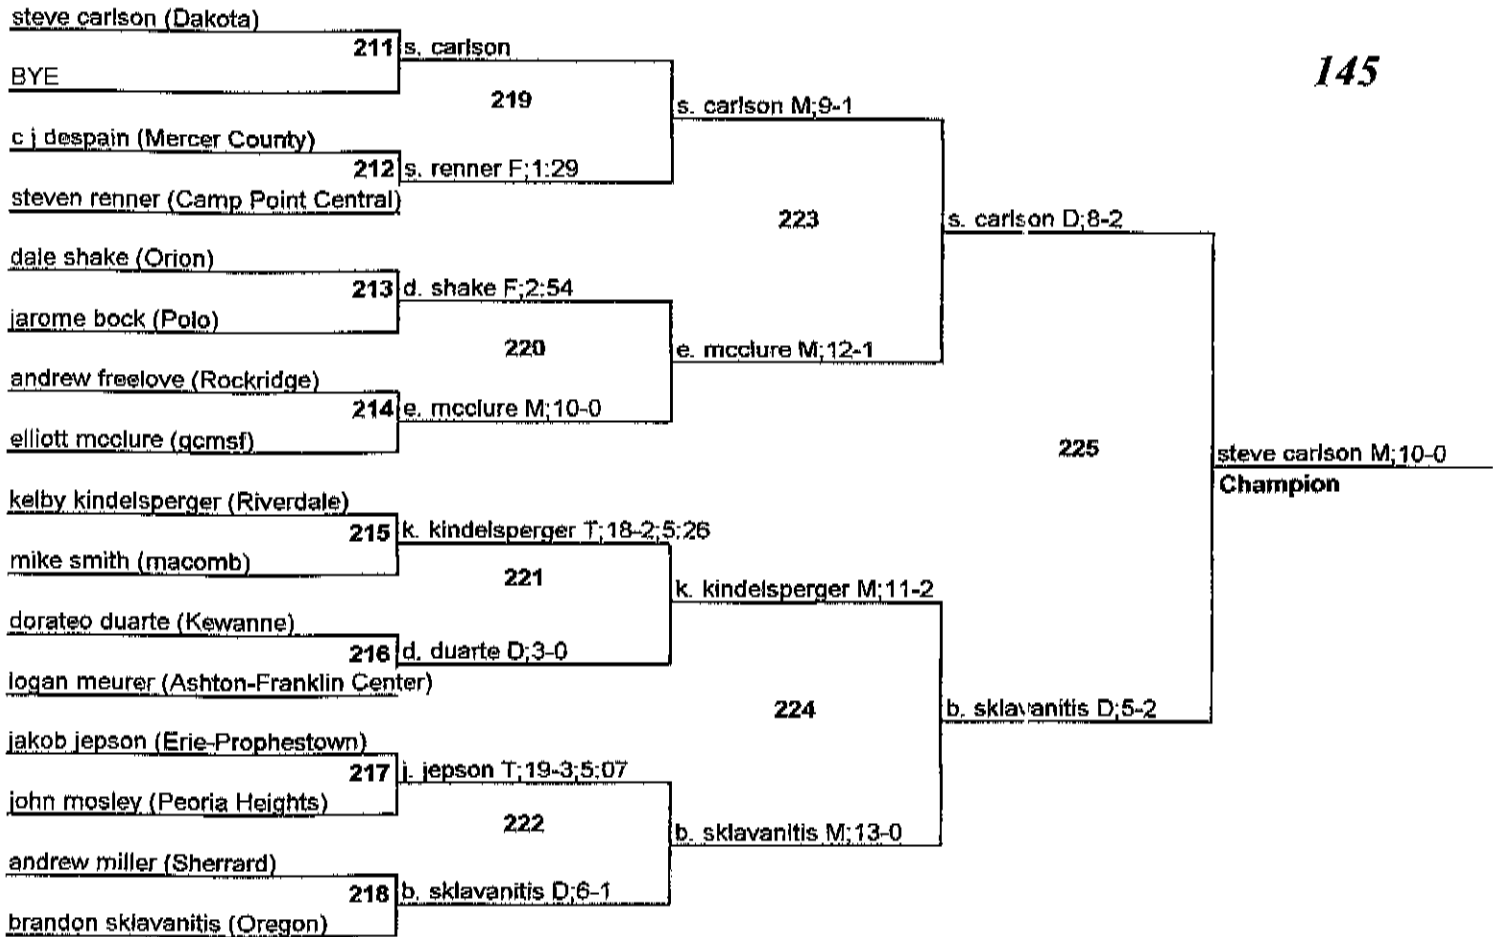 steve carlson (Dakota)
211 s. carlson
BYE
145
219
s. carlson M;9-1
c j despain (Mercer County)
212 s. renner F;1:29
steven renner (Camp Point Central)
223
s. carlson D;8-2
dale shake (Orion)
213 d. shake F;2:54
jarome bock (Polo)
220
e. mcclure M;12-1
andrew freelove (Rockridge)
214 e. mcclure M;10-0
elliott mcclure (gcmsf)
225
steve carlson M;10-0
Champion
kelby kindelsperger (Riverdale)
215 k. kindelsperger T;18-2;5:26
mike smith (macomb)
221
k. kindelsperger M;11-2
dorateo duarte (Kewanne)
216 d. duarte D;3-0
logan meurer (Ashton-Franklin Center)
224
b. sklavanitis D;5-2
jakob jepson (Erie-Prophestown)
217 j. jepson T;19-3;5:07
john mosley (Peoria Heights)
222
b. sklavanitis M;13-0
andrew miller (Sherrard)
218 b. sklavanitis D;6-1
brandon sklavanitis (Oregon)